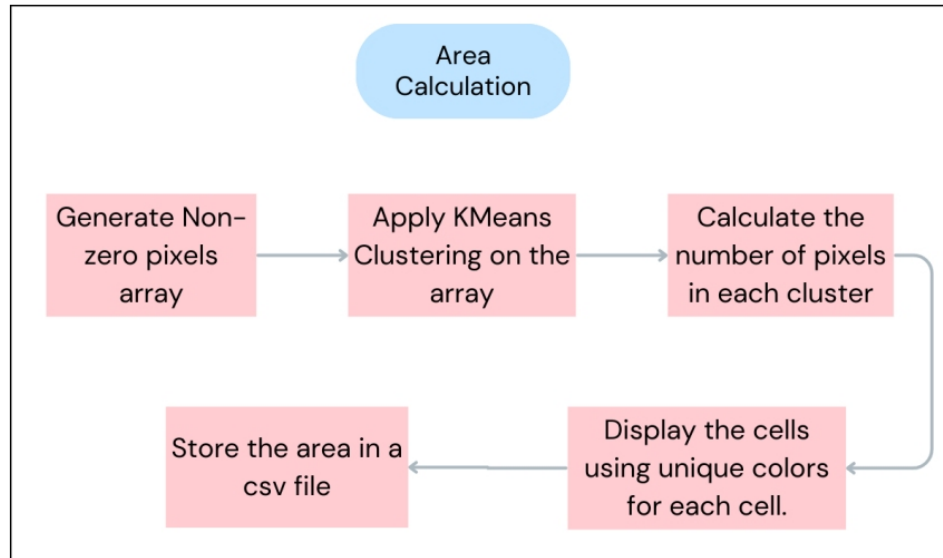 Area
Calculation
Generate Non-
zero pixels
array
Apply KMeans
Clustering on the
array
Calculate the
number of pixels
in each cluster
Display the cells
using unique colors
for each cell.
Store the area in a
csv file